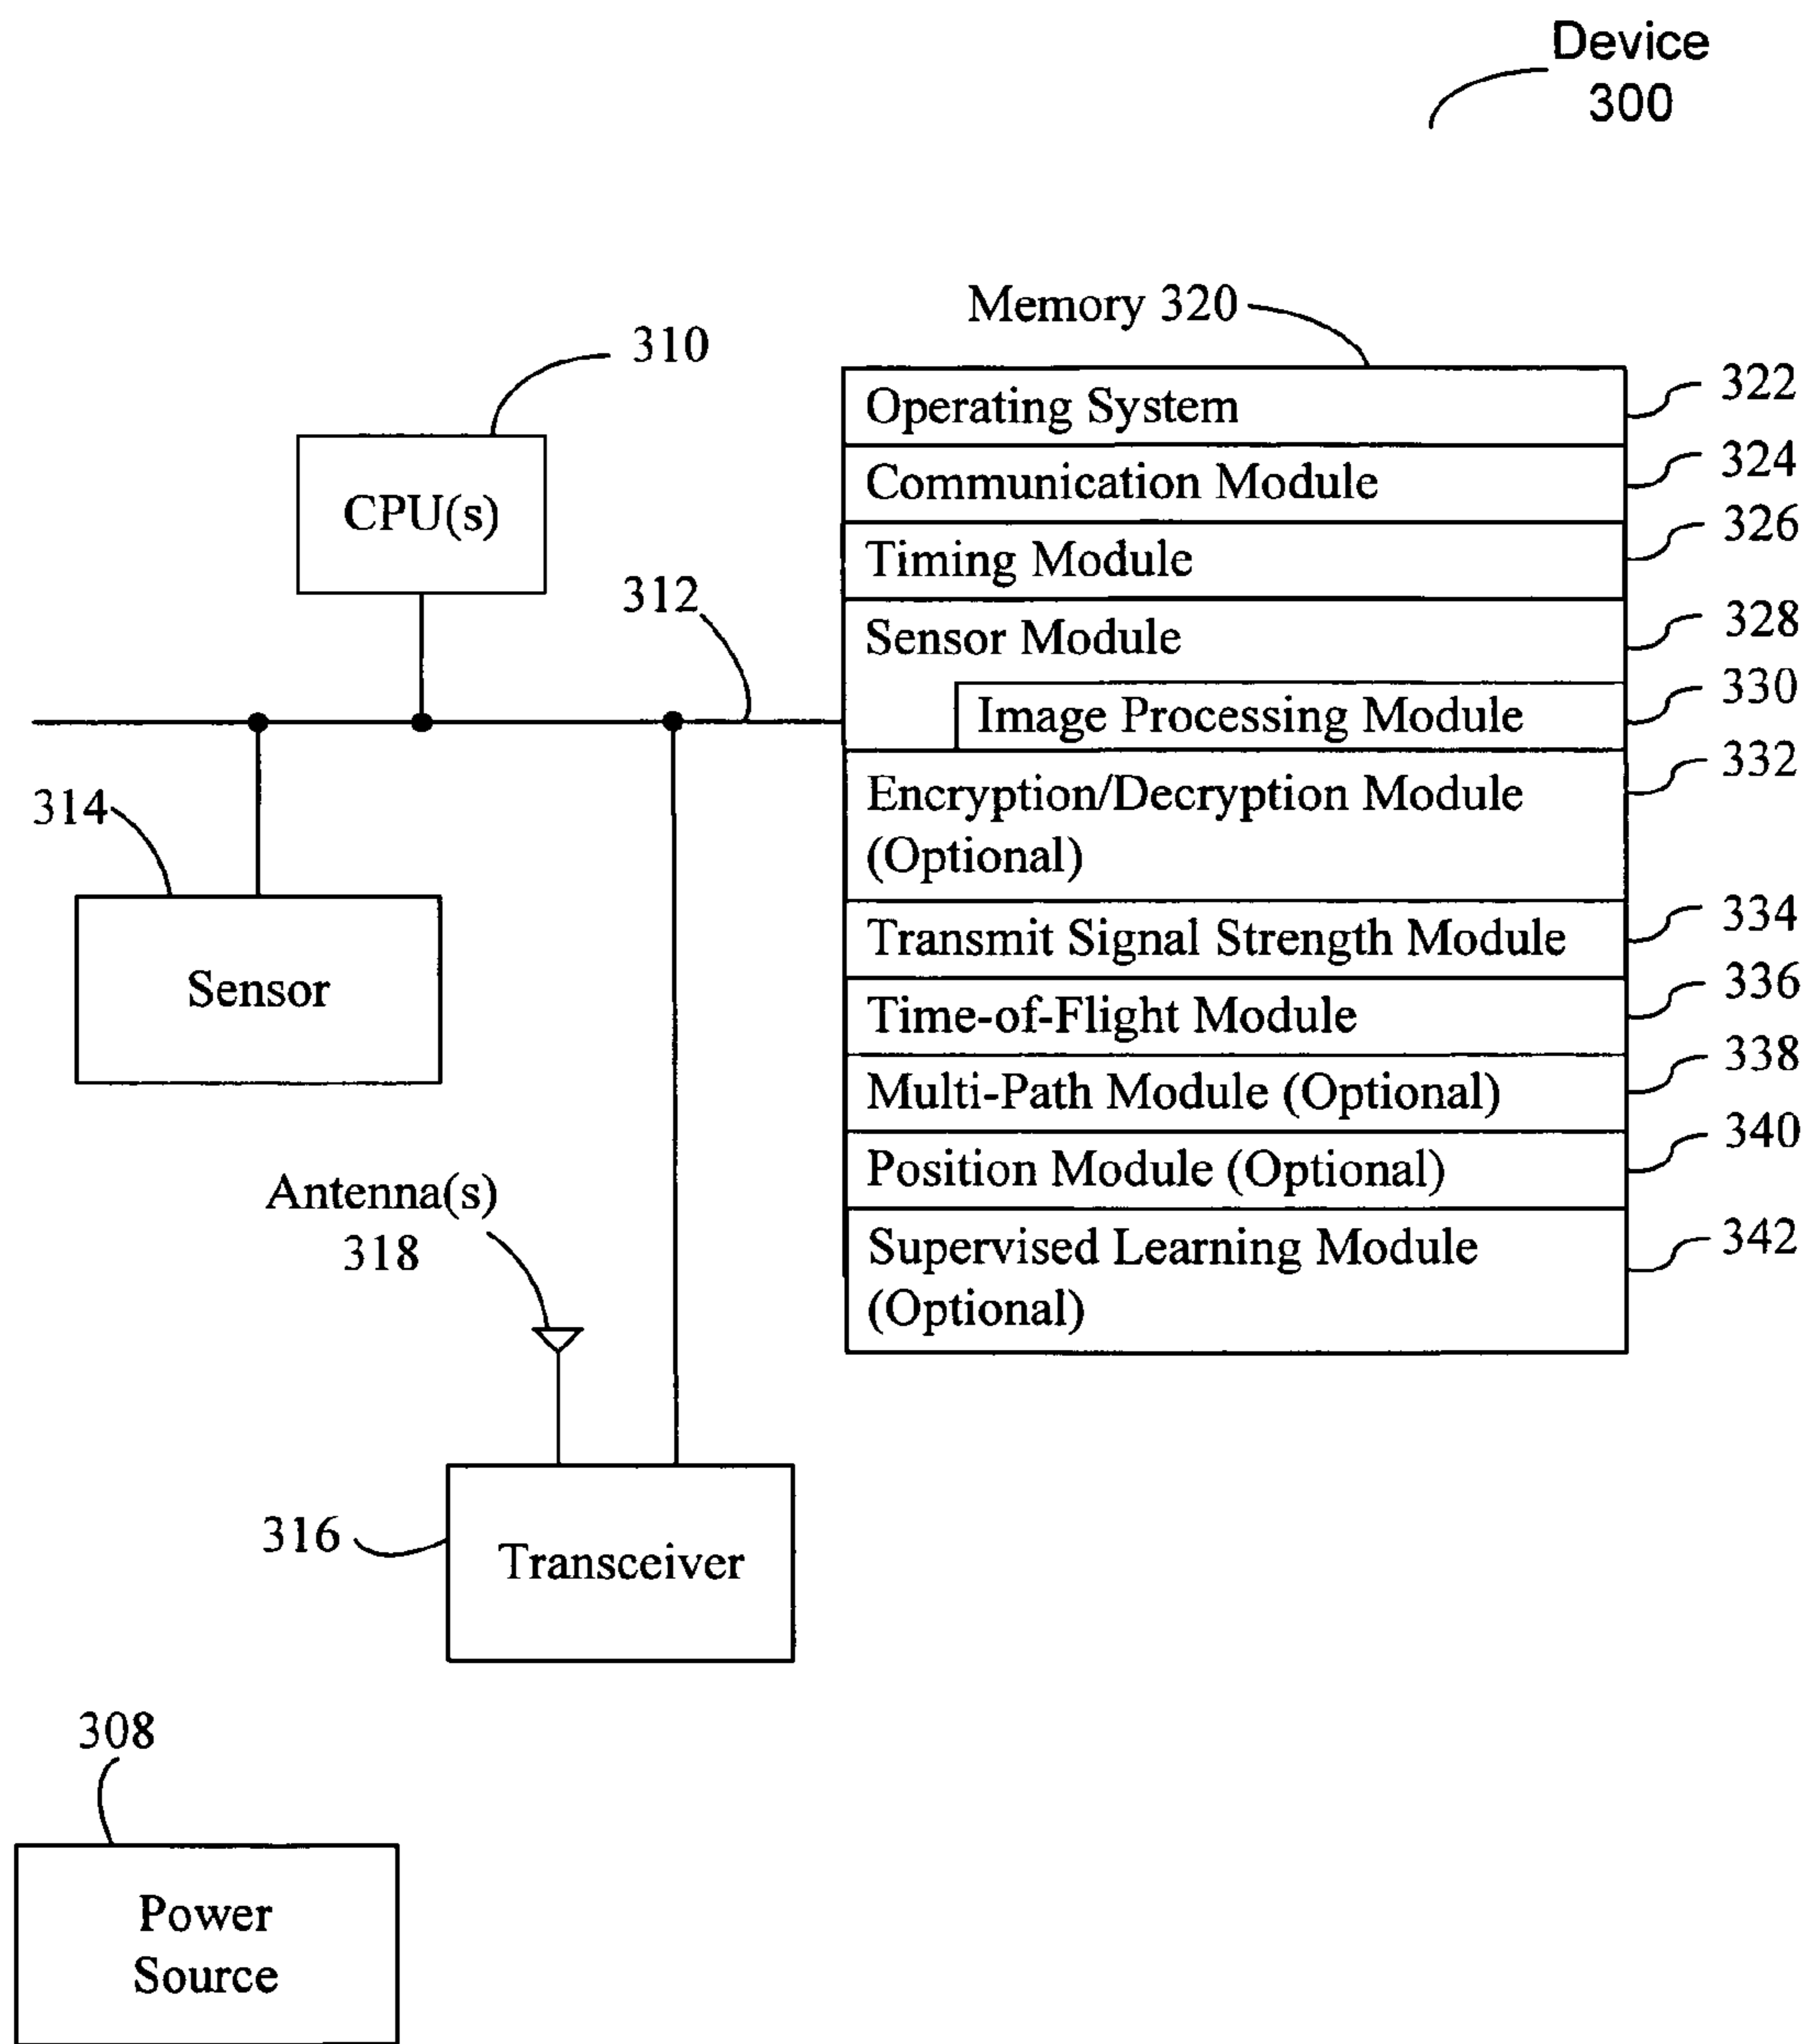 Device
300
Memory 320
310
CPU(s)
312
314
Sensor
Antenna(s)
318
316
Transceiver
308
Power
Source
Operating System
322
Communication Module
324
Timing Module
326
Sensor Module
328
Image Processing Module
330
Encryption/Decryption Module
(Optional)
332
Transmit Signal Strength Module
334
Time-of-Flight Module
336
Multi-Path Module (Optional)
338
Position Module (Optional)
340
Supervised Learning Module
(Optional)
342